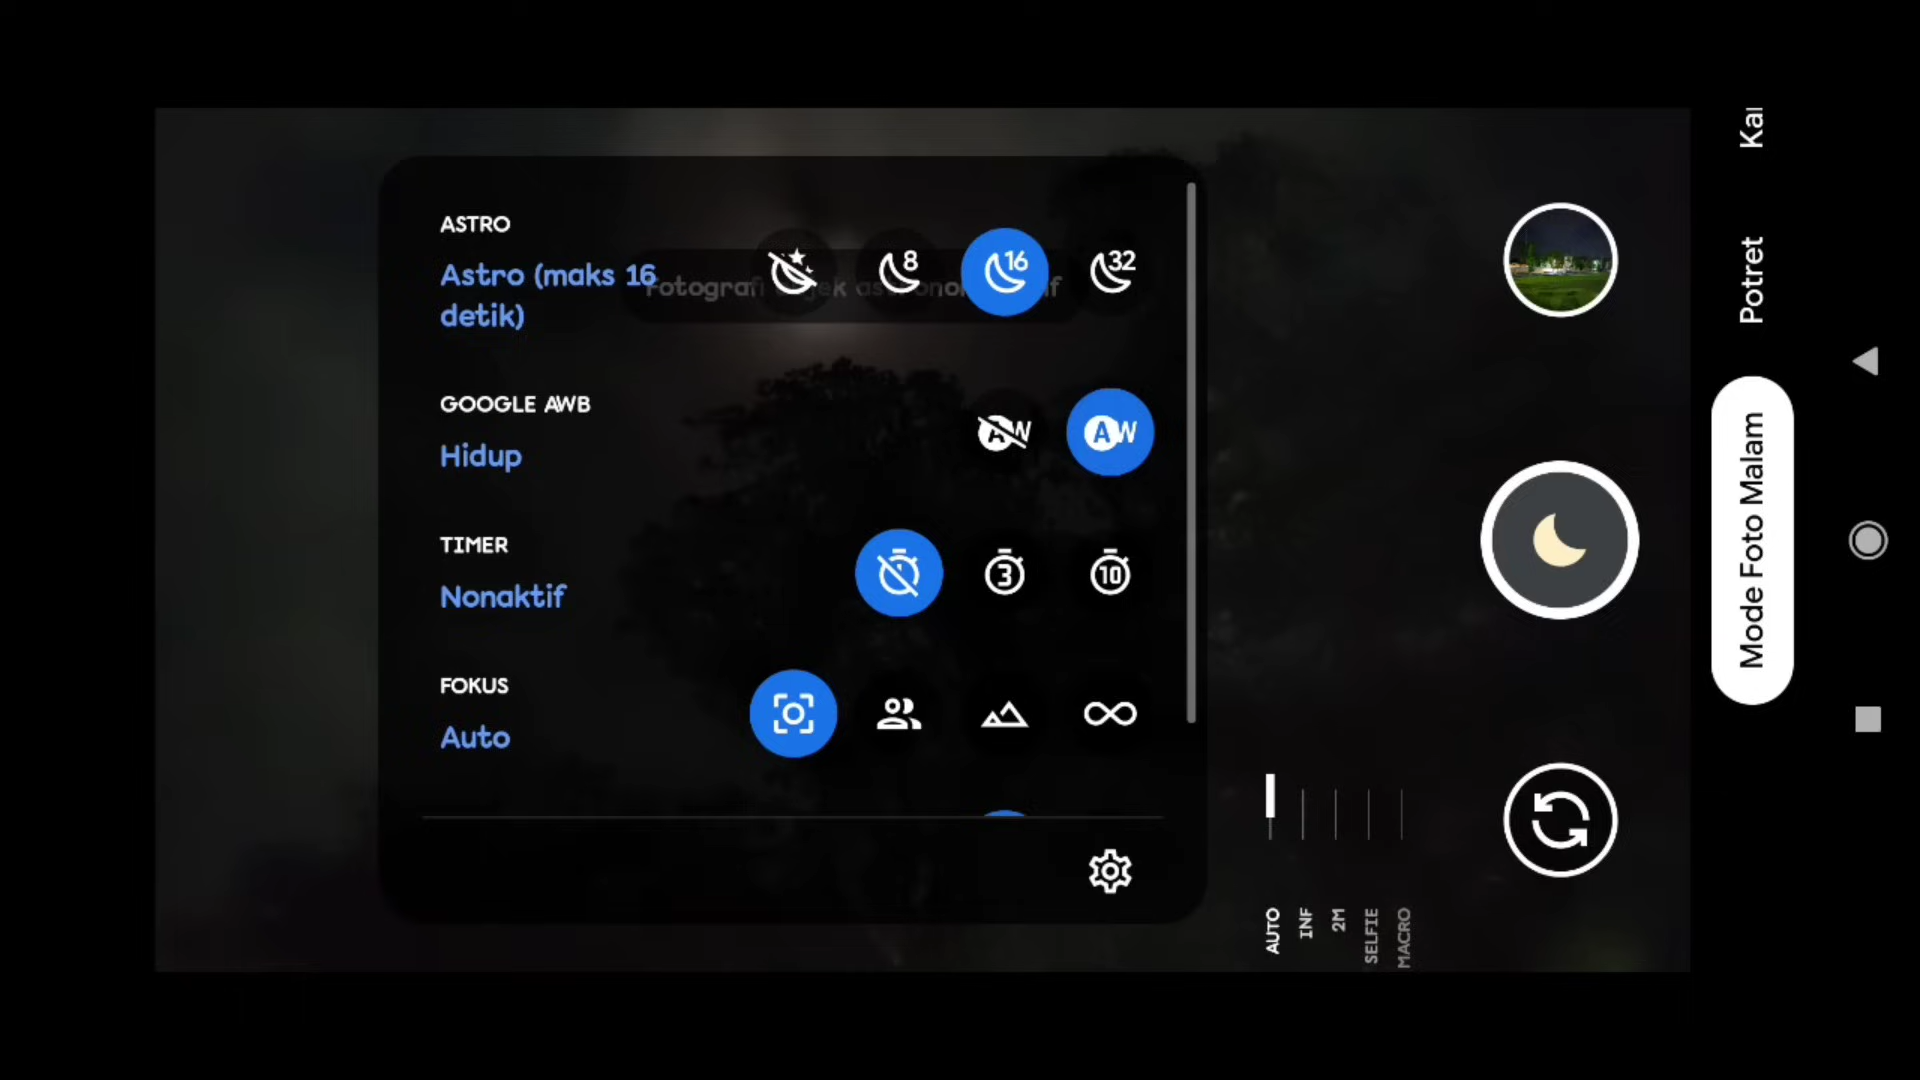 ASTRO
Astro (maks 16
detik)
8
16
32
GOOGLE AWB
Hidup
AW
AW
TIMER
Nonaktif
3
10
FOKUS
Auto
AUTO
INF
2M
SELFIE
MACRO
Potret
Mode Foto Malam